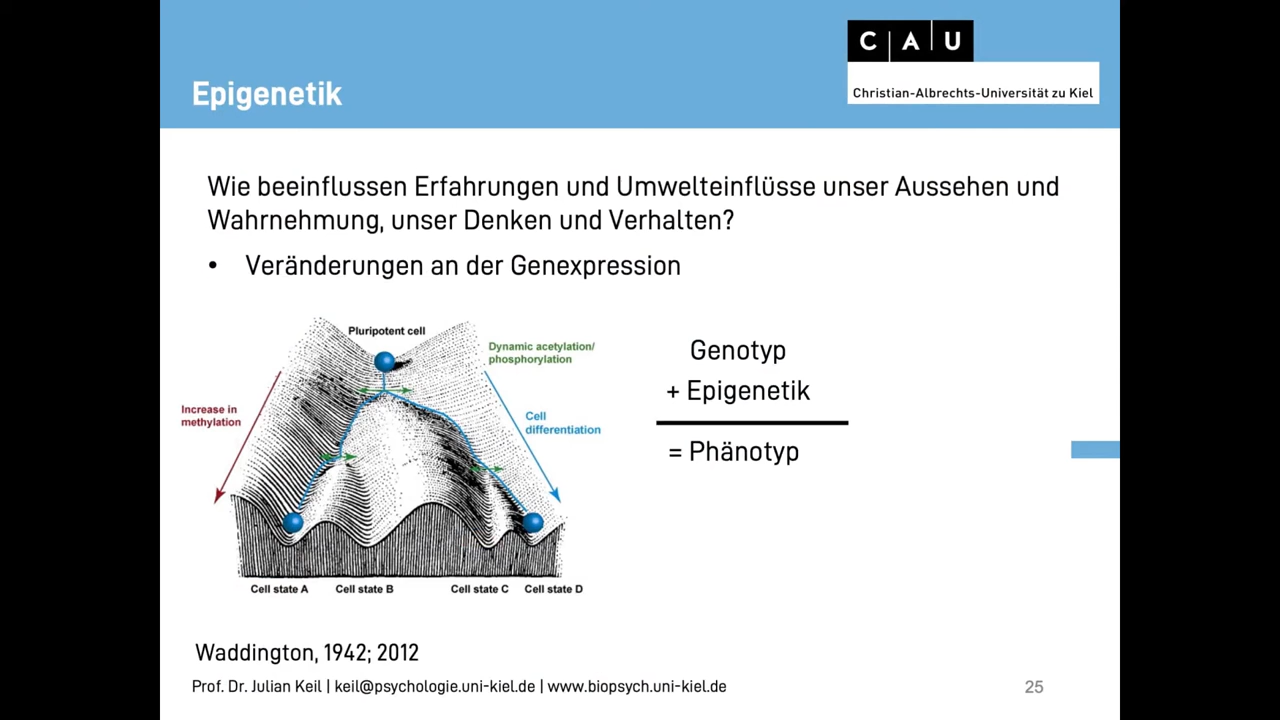 C A U
Christian-Albrechts-Universität zu Kiel
Epigenetik
Wie beeinflussen Erfahrungen und Umwelteinflüsse unser Aussehen und
Wahrnehmung, unser Denken und Verhalten?
• Veränderungen an der Genexpression
Pluripotent cell
Dynamic acetylation/
phosphorylation
Increase in
methylation
Cell
differentiation
Cell state A
Cell state B
Cell state C
Cell state D
Genotyp
+ Epigenetik
= Phänotyp
Waddington, 1942; 2012
Prof. Dr. Julian Keil | keil@psychologie.uni-kiel.de | www.biopsych.uni-kiel.de
25